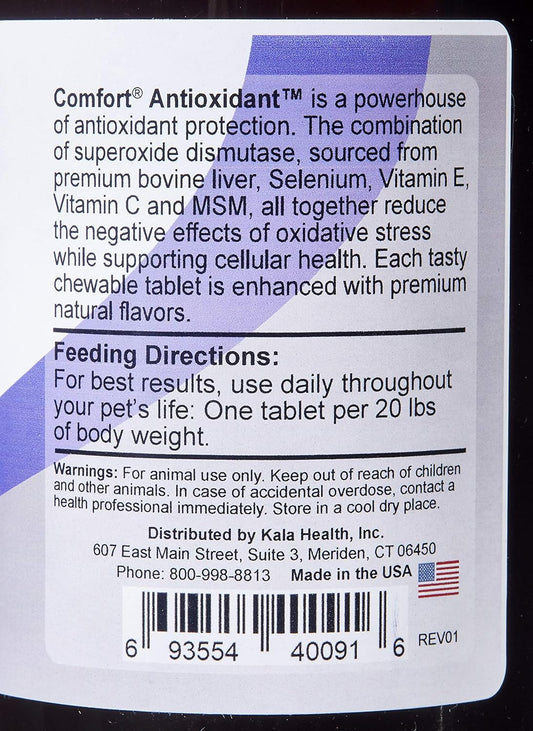 Comfort® Antioxidant™ is a powerhouse
of antioxidant protection. The combination
of superoxide dismutase, sourced from
premium bovine liver, Selenium, Vitamin E,
Vitamin C and MSM, all together reduce
the negative effects of oxidative stress
while supporting cellular health. Each tasty
chewable tablet is enhanced with premium
natural flavors.
Feeding Directions:
For best results, use daily throughout
your pet's life: One tablet per 20 lbs
of body weight.
Warnings: For animal use only. Keep out of reach of children
and other animals. In case of accidental overdose, contact a
health professional immediately. Store in a cool dry place.
Distributed by Kala Health, Inc.
607 East Main Street, Suite 3, Meriden, CT 06450
Phone: 800-998-8813 Made in the USA
6 93554 40091 6 REV01